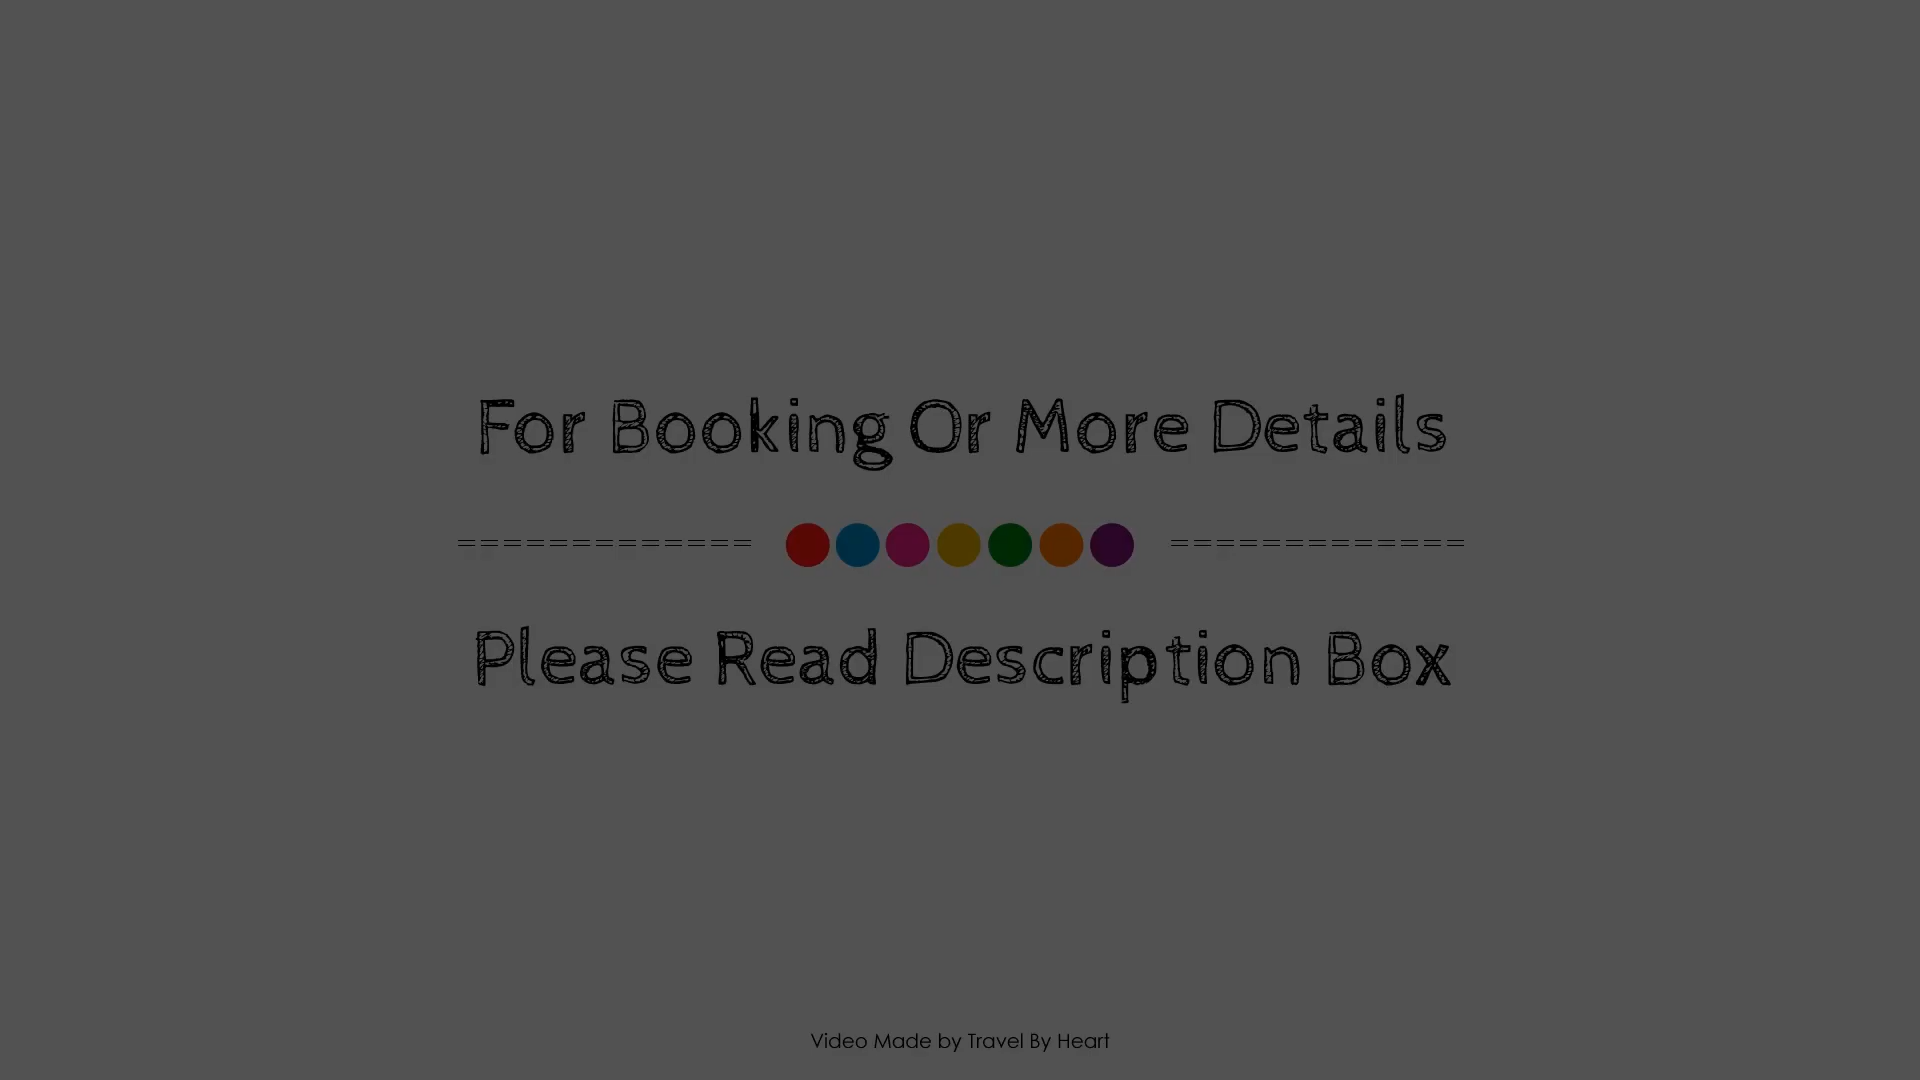 For Booking Or More Details
============= =============
Please Read Description Box
Video Made by Travel By Heart